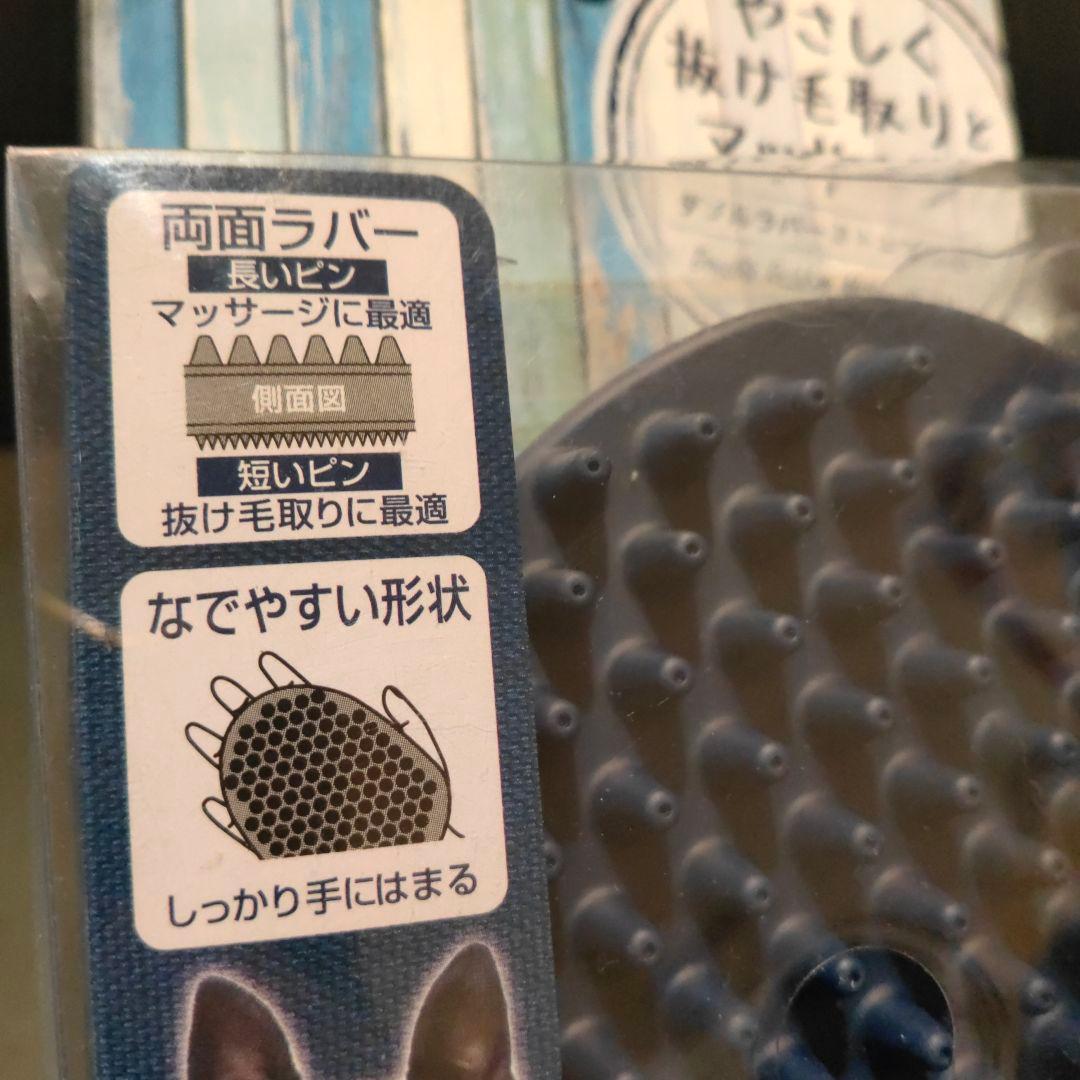 やさしく
抜け毛取りと
両面ラバー
長いピン
マッサージに最適
側面図
短いピン
抜け毛取りに最適
なでやすい形状
しっかり手にはまる